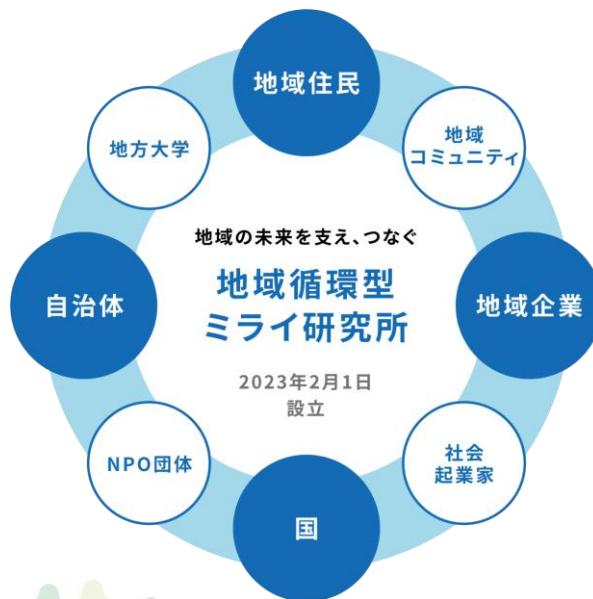 地域住民
地方大学
地域
コミュニティ
地域の未来を支え、つなぐ
地域循環型
ミライ研究所
2023年2月1日
設立
自治体
地域企業
NPO団体
社会
起業家
国